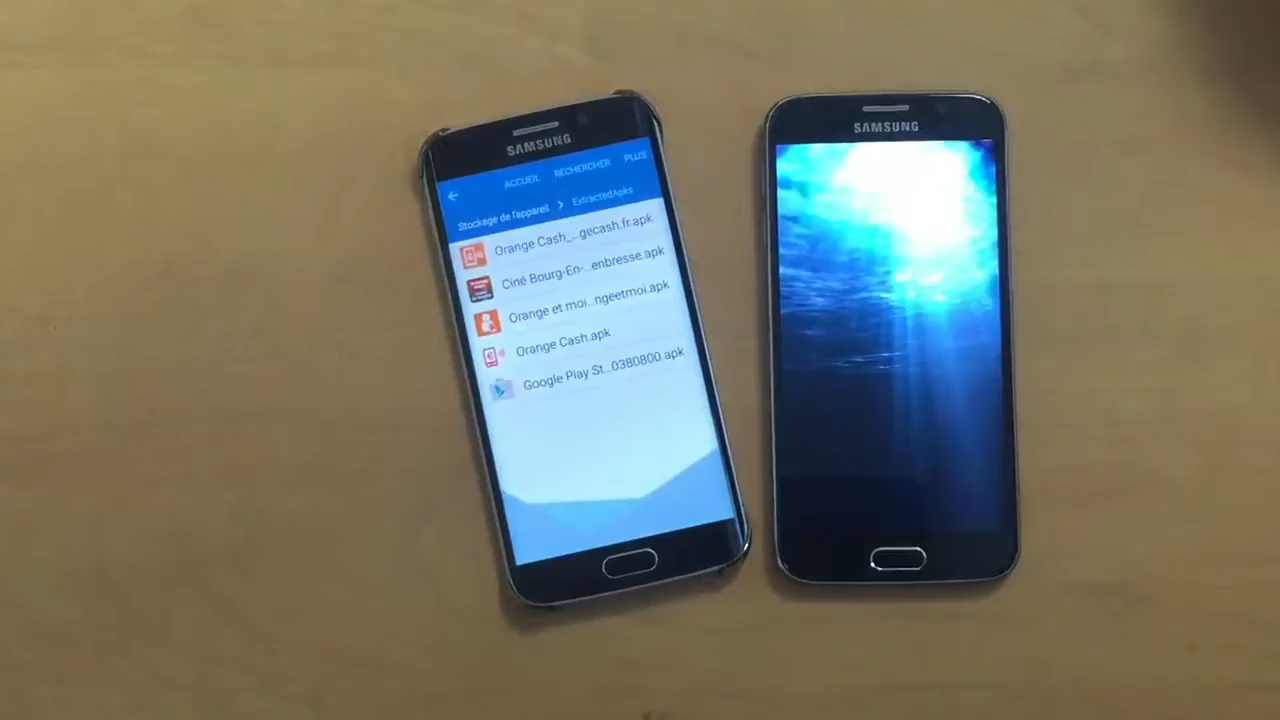 SAMSUNG
ACCUEIL RECHERCHER PLUS
Stockage de l'appareil > ExtractedApks
Orange Cash_...gecash.fr.apk
Ciné Bourg-En-...enbresse.apk
Orange et moi...ngeetmoi.apk
Orange Cash.apk
Google Play St...0380800.apk
SAMSUNG